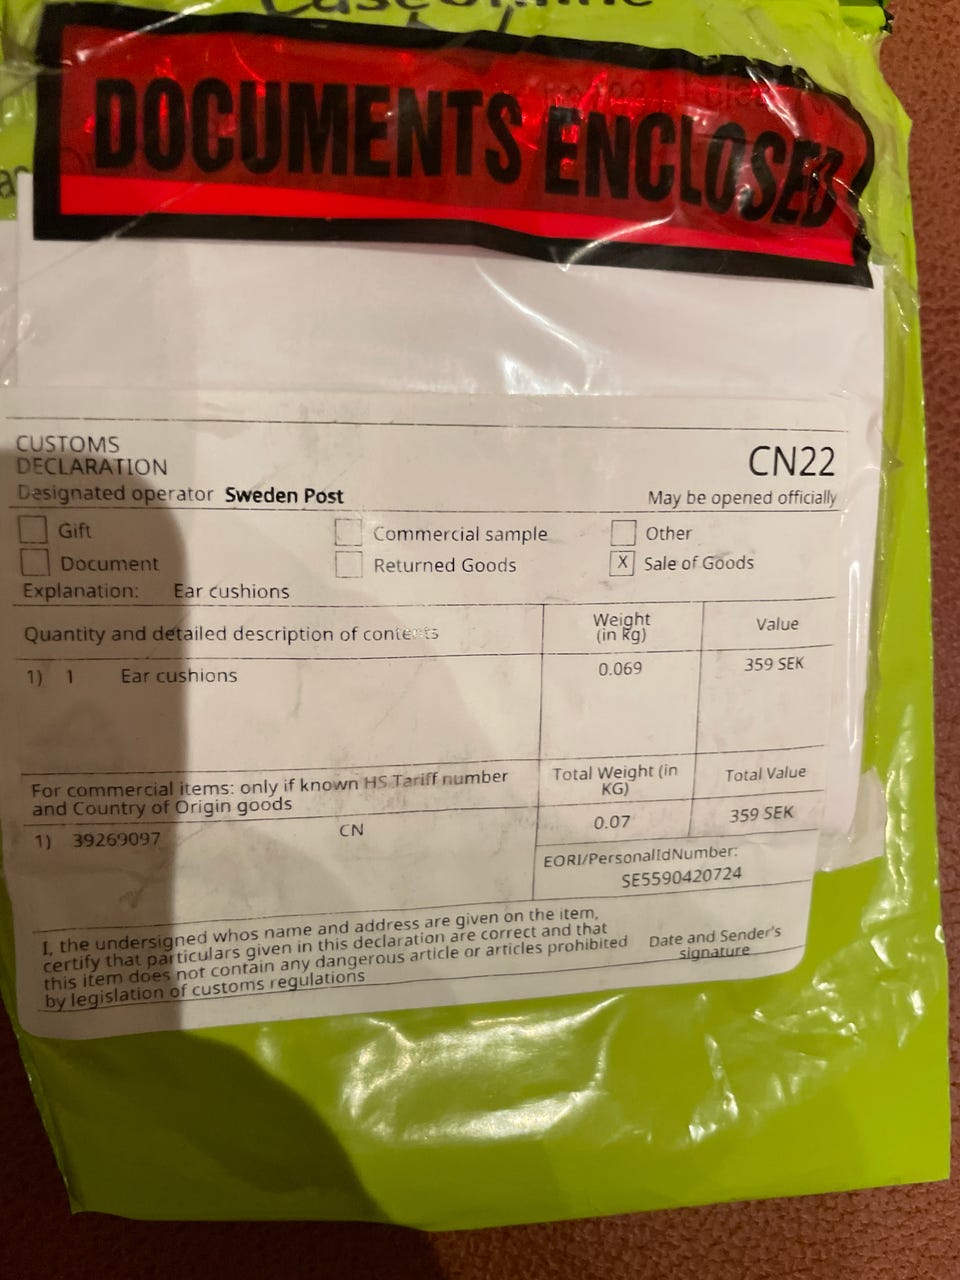 DOCUMENTS ENCLOSED
CUSTOMS
DECLARATION
CN22
Designated operator Sweden Post
May be opened officially
Gift
Commercial sample
Other
Document
Returned Goods
X Sale of Goods
Explanation: Ear cushions
Quantity and detailed description of contents
Weight
(in kg)
Value
1) 1 Ear cushions
0.069
359 SEK
For commercial items: only if known HS Tariff number
and Country of Origin goods
Total Weight (in
KG)
Total Value
1) 39269097
CN
0.07
359 SEK
EORI/PersonalIdNumber:
SE5590420724
I, the undersigned whos name and address are given on the item,
certify that particulars given in this declaration are correct and that
this item does not contain any dangerous article or articles prohibited
by legislation of customs regulations
Date and Sender's
signature